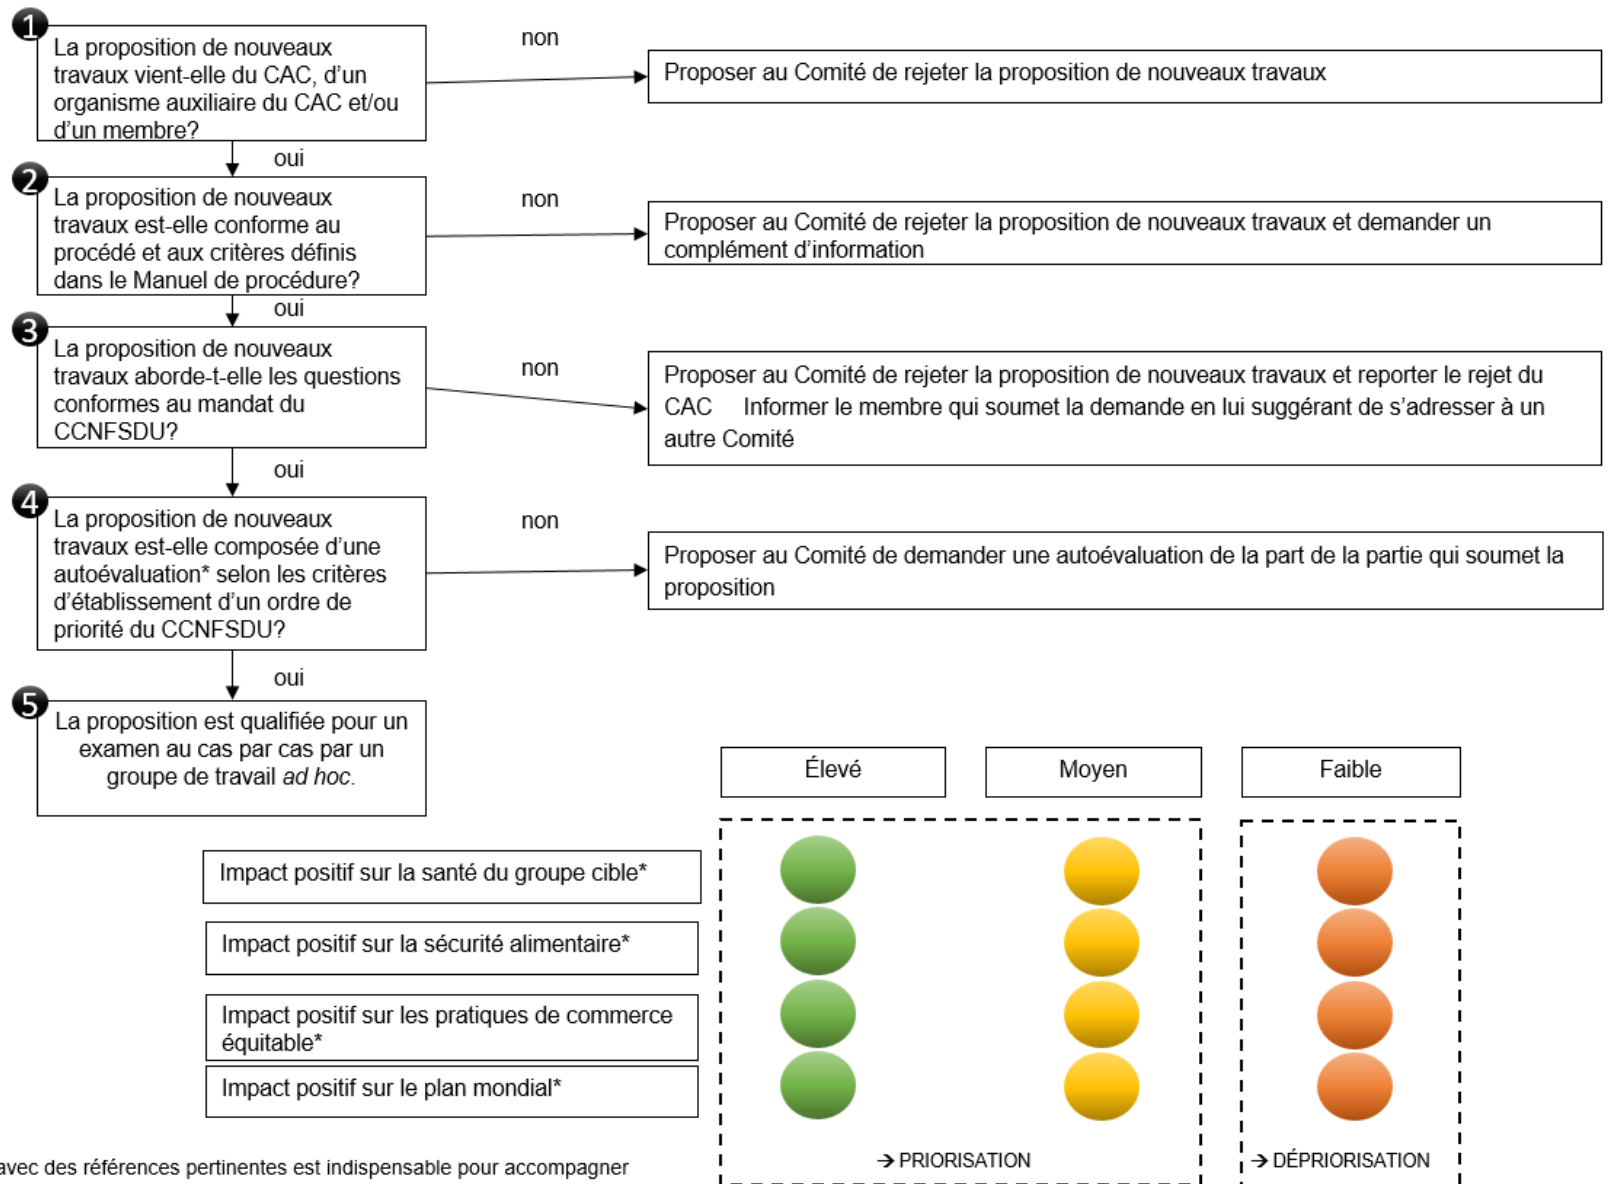 1
La proposition de nouveaux
travaux vient-elle du CAC, d'un
organisme auxiliaire du CAC et/ou
d'un membre?
non
Proposer au Comité de rejeter la proposition de nouveaux travaux
oui
2
La proposition de nouveaux
travaux est-elle conforme au
procédé et aux critères définis
dans le Manuel de procédure?
non
Proposer au Comité de rejeter la proposition de nouveaux travaux et demander un
complément d'information
oui
3
La proposition de nouveaux
travaux aborde-t-elle les questions
conformes au mandat du
CCNFSDU?
non
Proposer au Comité de rejeter la proposition de nouveaux travaux et reporter le rejet du
CAC Informer le membre qui soumet la demande en lui suggérant de s'adresser à un
autre Comité
oui
4
La proposition de nouveaux
travaux est-elle composée d'une
autoévaluation* selon les critères
d'établissement d'un ordre de
priorité du CCNFSDU?
non
Proposer au Comité de demander une autoévaluation de la part de la partie qui soumet la
proposition
oui
5
La proposition est qualifiée pour un
examen au cas par cas par un
groupe de travail ad hoc.
Élevé
Moyen
Faible
Impact positif sur la santé du groupe cible*
Impact positif sur la sécurité alimentaire*
Impact positif sur les pratiques de commerce
équitable*
Impact positif sur le plan mondial*
→ PRIORISATION
→ DÉPRIORISATION
avec des références pertinentes est indispensable pour accompagner